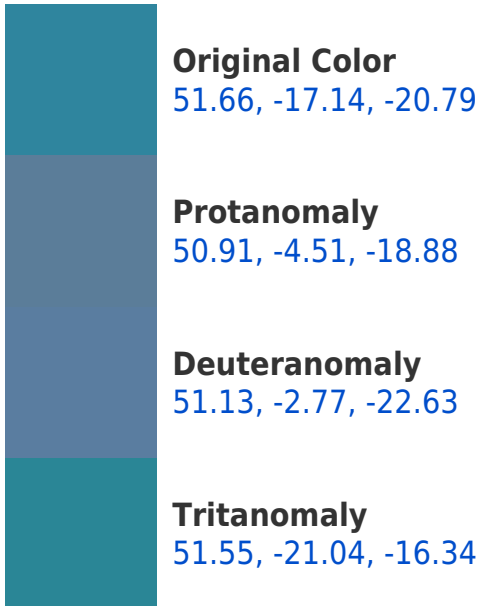 Original Color
51.66, -17.14, -20.79
Protanomaly
50.91, -4.51, -18.88
Deuteranomaly
51.13, -2.77, -22.63
Tritanomaly
51.55, -21.04, -16.34